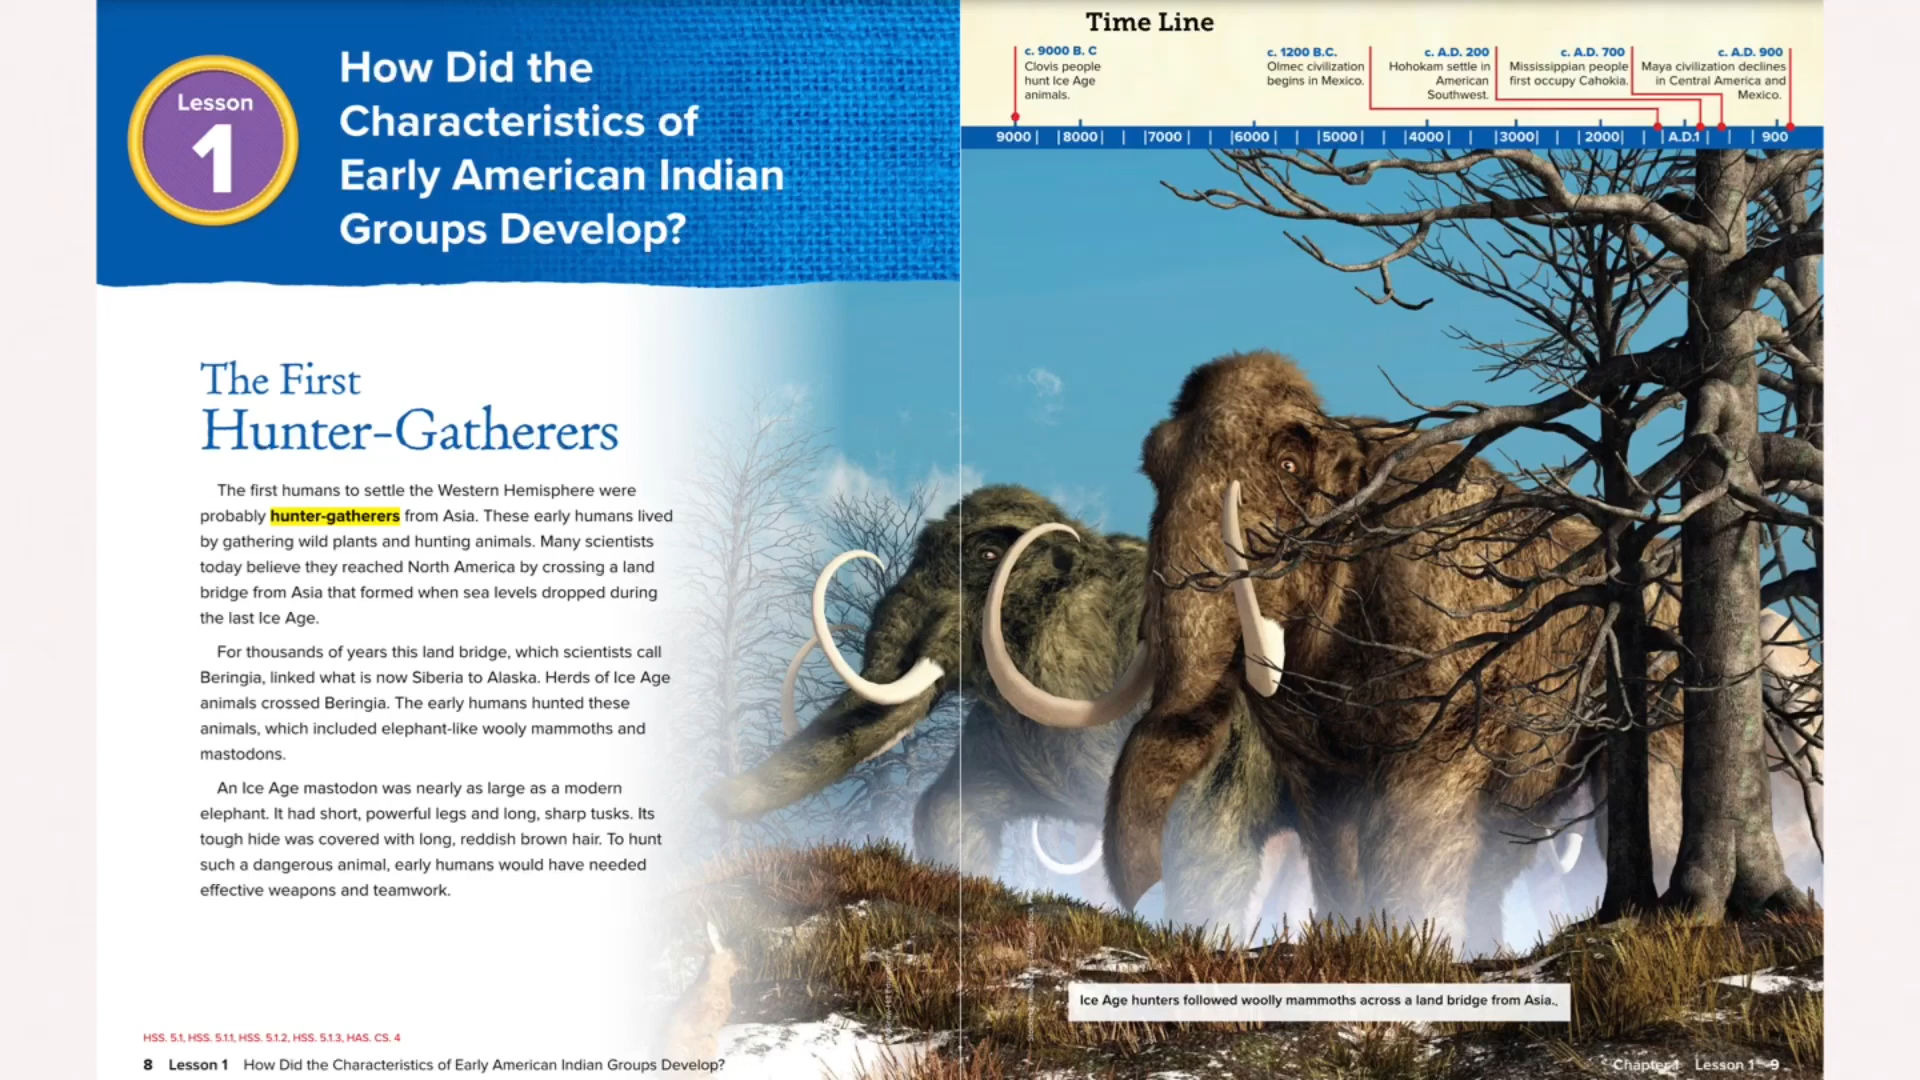 Lesson
1
How Did the
Characteristics of
Early American Indian
Groups Develop?
The First
Hunter-Gatherers
The first humans to settle the Western Hemisphere were
probably hunter-gatherers from Asia. These early humans lived
by gathering wild plants and hunting animals. Many scientists
today believe they reached North America by crossing a land
bridge from Asia that formed when sea levels dropped during
the last Ice Age.
For thousands of years this land bridge, which scientists call
Beringia, linked what is now Siberia to Alaska. Herds of Ice Age
animals crossed Beringia. The early humans hunted these
animals, which included elephant-like wooly mammoths and
mastodons.
An Ice Age mastodon was nearly as large as a modern
elephant. It had short, powerful legs and long, sharp tusks. Its
tough hide was covered with long, reddish brown hair. To hunt
such a dangerous animal, early humans would have needed
effective weapons and teamwork.
HSS. 5.1, HSS. 5.1.1, HSS. 5.1.2, HSS. 5.1.3, HAS. CS. 4
8 Lesson 1 How Did the Characteristics of Early American Indian Groups Develop?
Time Line
c. 9000 B. C
Clovis people
hunt Ice Age
animals.
c. 1200 B.C.
Olmec civilization
begins in Mexico.
c. A.D. 200
Hohokam settle in
American
Southwest.
c. A.D. 700
Mississippian people
first occupy Cahokia.
c. A.D. 900
Maya civilization declines
in Central America and
Mexico.
9000 8000 7000 6000 5000 4000 3000 2000 A.D.1 900
Ice Age hunters followed woolly mammoths across a land bridge from Asia.
Chapter 1 Lesson 1 9